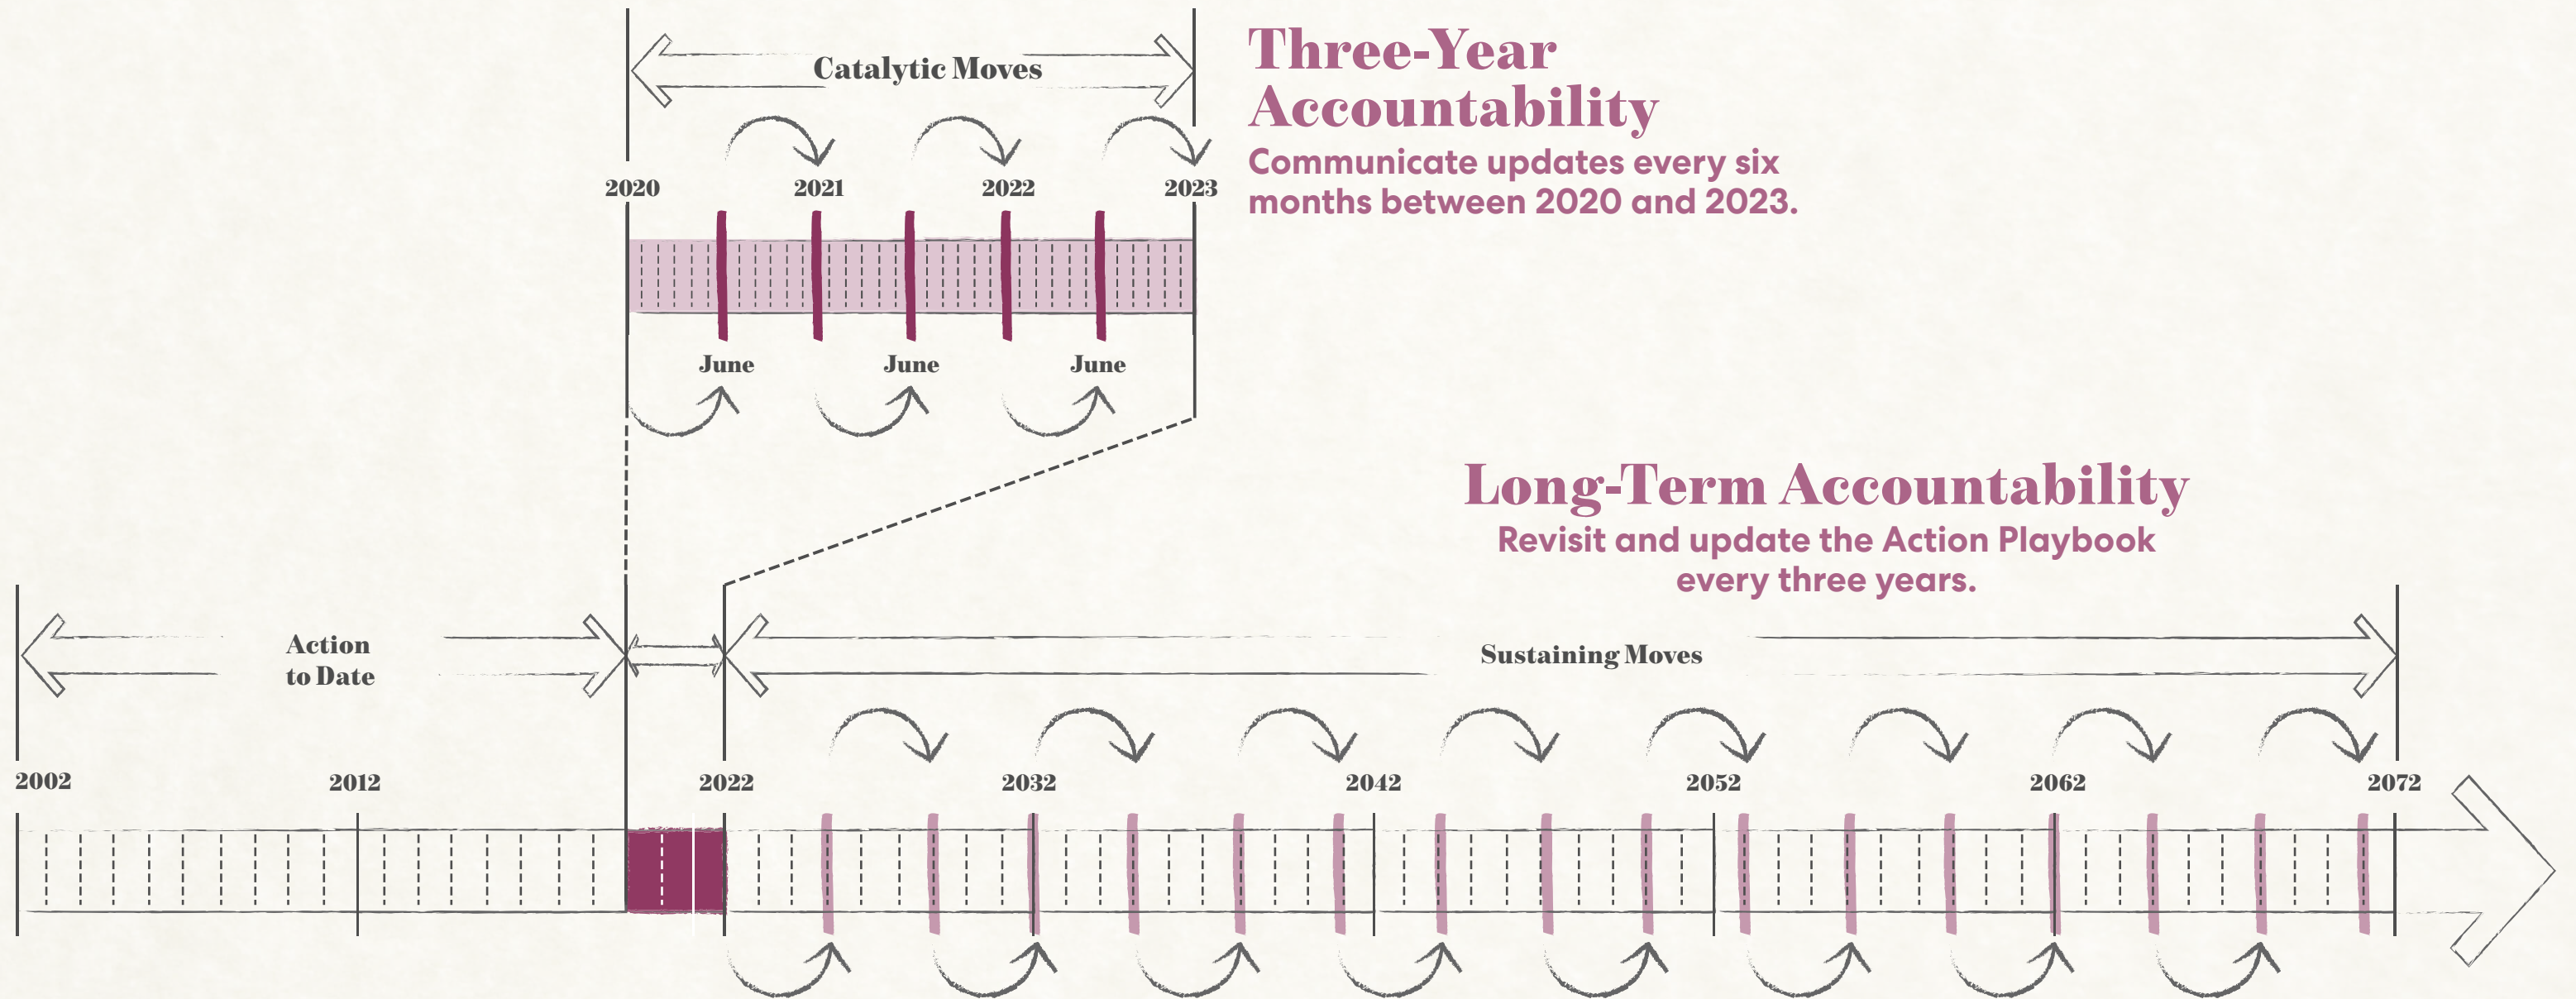 Catalytic Moves
Three-Year
Accountability
Communicate updates every six
months between 2020 and 2023.
2020
2021
2022
2023
June
June
June
Long-Term Accountability
Revisit and update the Action Playbook
every three years.
Action
to Date
Sustaining Moves
2002
2012
2022
2032
2042
2052
2062
2072